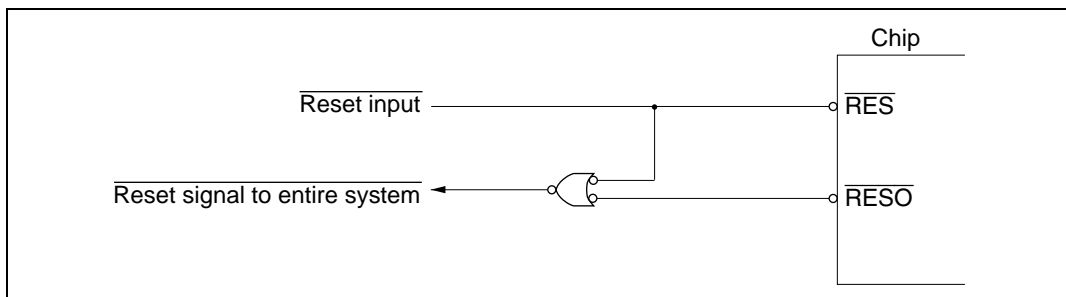 Chip
Reset input
RES
Reset signal to entire system
RESO